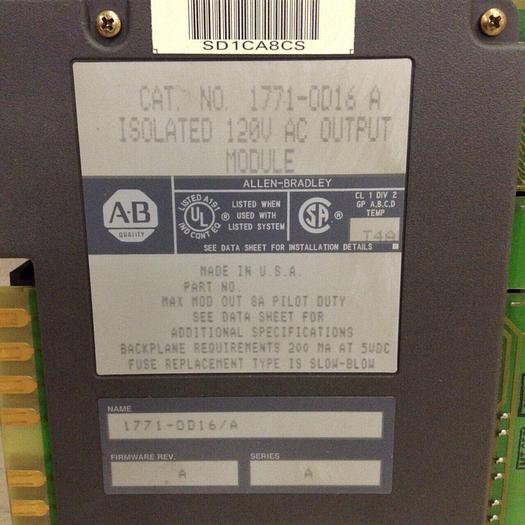 SD1CA8CS
CAT. NO. 1771-OD16 A
ISOLATED 120V AC OUTPUT
MODULE
ALLEN-BRADLEY
A-B
QUALITY
LISTED A191
UL ®
IND CONT EQ
LISTED WHEN
USED WITH
LISTED SYSTEM
SA ®
CL 1 DIV 2
GP A,B,C,D
TEMP
T4A
SEE DATA SHEET FOR INSTALLATION DETAILS
MADE IN U.S.A.
PART NO.
MAX MOD OUT 8A PILOT DUTY
SEE DATA SHEET FOR
ADDITIONAL SPECIFICATIONS
BACKPLANE REQUIREMENTS 200 MA AT 5VDC
FUSE REPLACEMENT TYPE IS SLOW-BLOW
NAME
1771-OD16/A
FIRMWARE REV.
A
SERIES
A